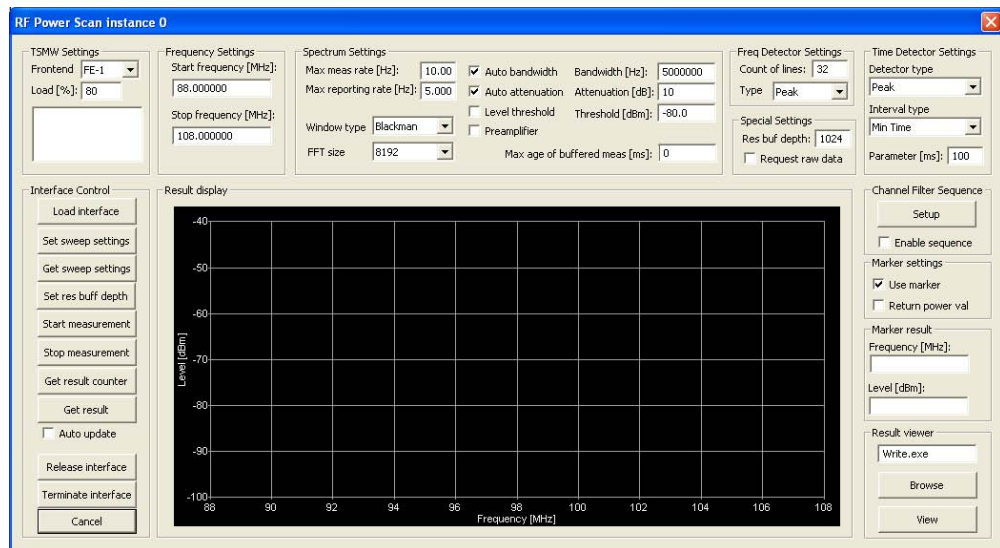 RF Power Scan instance 0
TSMW Settings
Frontend FE-1
Load [%]: 80
Frequency Settings
Start frequency [MHz]:
88.000000
Stop frequency [MHz]:
108.000000
Spectrum Settings
Max meas rate [Hz]: 10.00 Auto bandwidth Bandwidth [Hz]: 5000000
Max reporting rate [Hz]: 5.000 Auto attenuation Attenuation [dB]: 10
Level threshold Threshold [dBm]: -80.0
Window type Blackman Preamplifier
FFT size 8192 Max age of buffered meas [ms]: 0
Freq Detector Settings
Count of lines: 32
Type Peak
Special Settings
Res buf depth: 1024
Request raw data
Time Detector Settings
Detector type
Peak
Interval type
Min Time
Parameter [ms]: 100
Interface Control
Load interface
Set sweep settings
Get sweep settings
Set res buff depth
Start measurement
Stop measurement
Get result counter
Get result
Auto update
Release interface
Terminate interface
Cancel
Result display
-40
-50
-60
-70
-80
-90
-100
Level [dBm]
88 90 92 94 96 98 100 102 104 106 108
Frequency [MHz]
Channel Filter Sequence
Setup
Enable sequence
Marker settings
Use marker
Return power val
Marker result
Frequency [MHz]:
Level [dBm]:
Result viewer
Write.exe
Browse
View